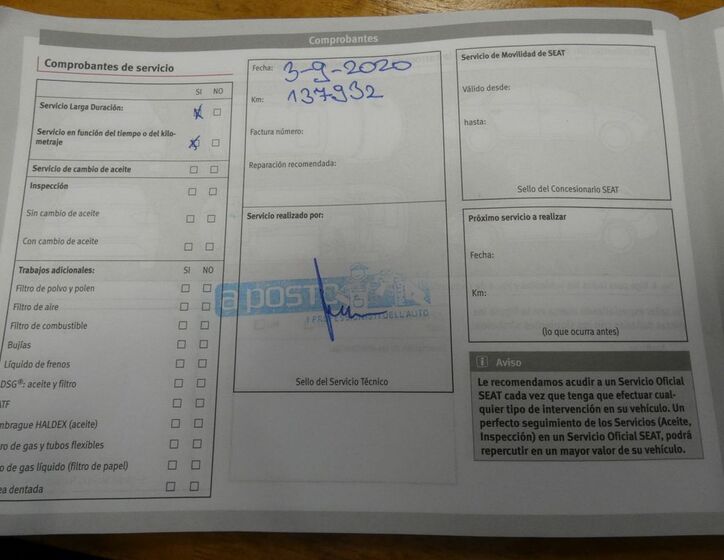 Comprobantes
Comprobantes de servicio
SI NO
Servicio Larga Duración:
Servicio en función del tiempo o del kilo-
metraje
Servicio de cambio de aceite
Inspección
Sin cambio de aceite
Con cambio de aceite
Trabajos adicionales: SI NO
Filtro de polvo y polen
Filtro de aire
Filtro de combustible
Bujías
Líquido de frenos
DSG®: aceite y filtro
ATF
mbrague HALDEX (aceite)
ro de gas y tubos flexibles
o de gas líquido (filtro de papel)
ea dentada
Fecha: 3-9-2020
Km: 137932
Factura número:
Reparación recomendada:
Servicio realizado por:
a posto
I PROFESSIONISTI DELL'AUTO
Sello del Servicio Técnico
Servicio de Movilidad de SEAT
Válido desde:
hasta:
Sello del Concesionario SEAT
Próximo servicio a realizar
Fecha:
Km:
(lo que ocurra antes)
i Aviso
Le recomendamos acudir a un Servicio Oficial
SEAT cada vez que tenga que efectuar cual-
quier tipo de intervención en su vehículo. Un
perfecto seguimiento de los Servicios (Aceite,
Inspección) en un Servicio Oficial SEAT, podrá
repercutir en un mayor valor de su vehículo.